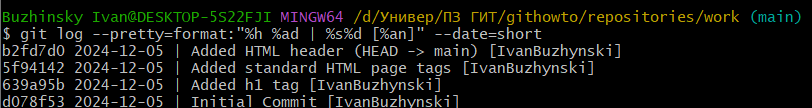 Buzhinsky Ivan@DESKTOP-5S22FJI MINGW64 /d/Универ/ПЗ ГИТ/githowto/repositories/work (main)
$ git log --pretty=format:"%h %ad | %s%d [%an]" --date=short
b2fd7d0 2024-12-05 | Added HTML header (HEAD -> main) [IvanBuzhynski]
5f94142 2024-12-05 | Added standard HTML page tags [IvanBuzhynski]
639a95b 2024-12-05 | Added h1 tag [IvanBuzhynski]
d078f53 2024-12-05 | Initial Commit [IvanBuzhynski]